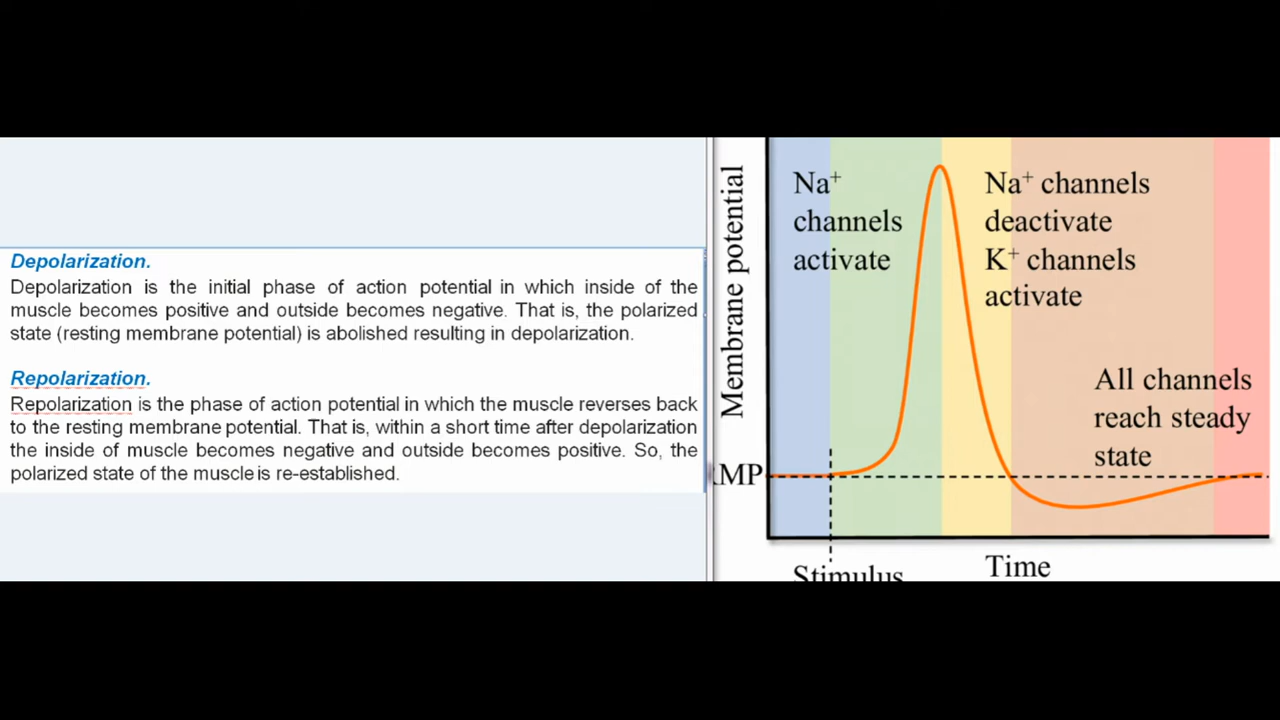 Depolarization.
Depolarization is the initial phase of action potential in which inside of the
muscle becomes positive and outside becomes negative. That is, the polarized
state (resting membrane potential) is abolished resulting in depolarization.
Repolarization.
Repolarization is the phase of action potential in which the muscle reverses back
to the resting membrane potential. That is, within a short time after depolarization
the inside of muscle becomes negative and outside becomes positive. So, the
polarized state of the muscle is re-established.
Membrane potential
Na+
channels
activate
Na+ channels
deactivate
K+ channels
activate
All channels
reach steady
state
RMP
Stimulus
Time